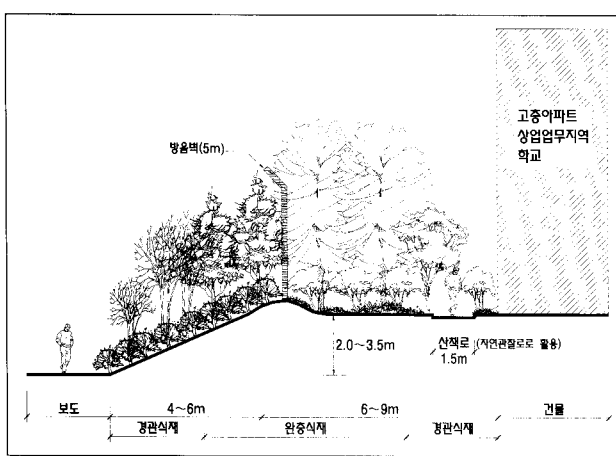 고층아파트
상업업무지역
학교
방음벽(5m)
2.0~3.5m
산책로 (자연관찰로로 활용)
1.5m
보도 4~6m 6~9m 건물
경관식재 완충식재 경관식재